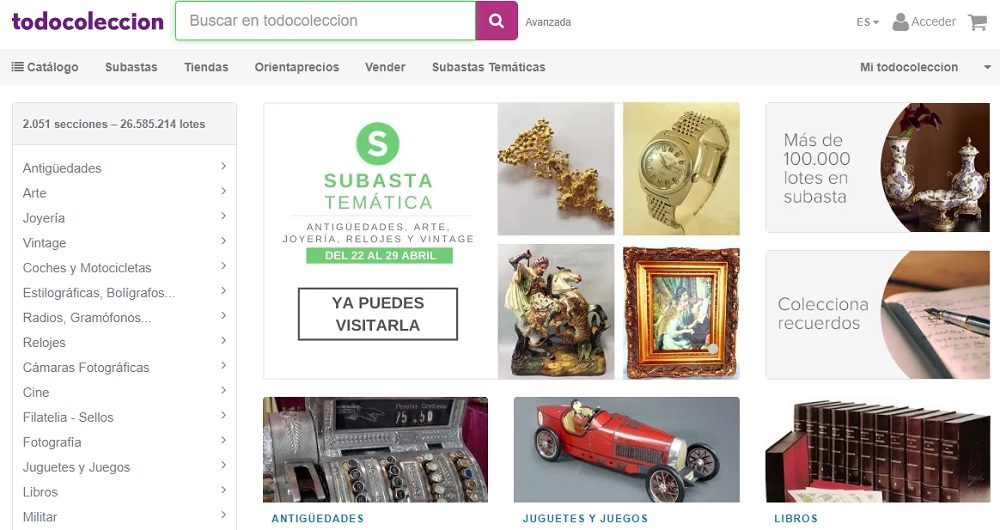 todocoleccion
Buscar en todocoleccion
Avanzada
ES
Acceder
Catálogo
Subastas
Tiendas
Orientaprecios
Vender
Subastas Temáticas
Mi todocoleccion
2.051 secciones – 26.585.214 lotes
Antigüedades
Arte
Joyería
Vintage
Coches y Motocicletas
Estilográficas, Bolígrafos...
Radios, Gramófonos...
Relojes
Cámaras Fotográficas
Cine
Filatelia - Sellos
Fotografía
Juguetes y Juegos
Libros
Militar
S
SUBASTA
TEMÁTICA
ANTIGÜEDADES, ARTE,
JOYERÍA, RELOJES Y VINTAGE
DEL 22 AL 29 ABRIL
YA PUEDES
VISITARLA
Más de
100.000
lotes en
subasta
Colecciona
recuerdos
ANTIGÜEDADES
JUGUETES Y JUEGOS
LIBROS